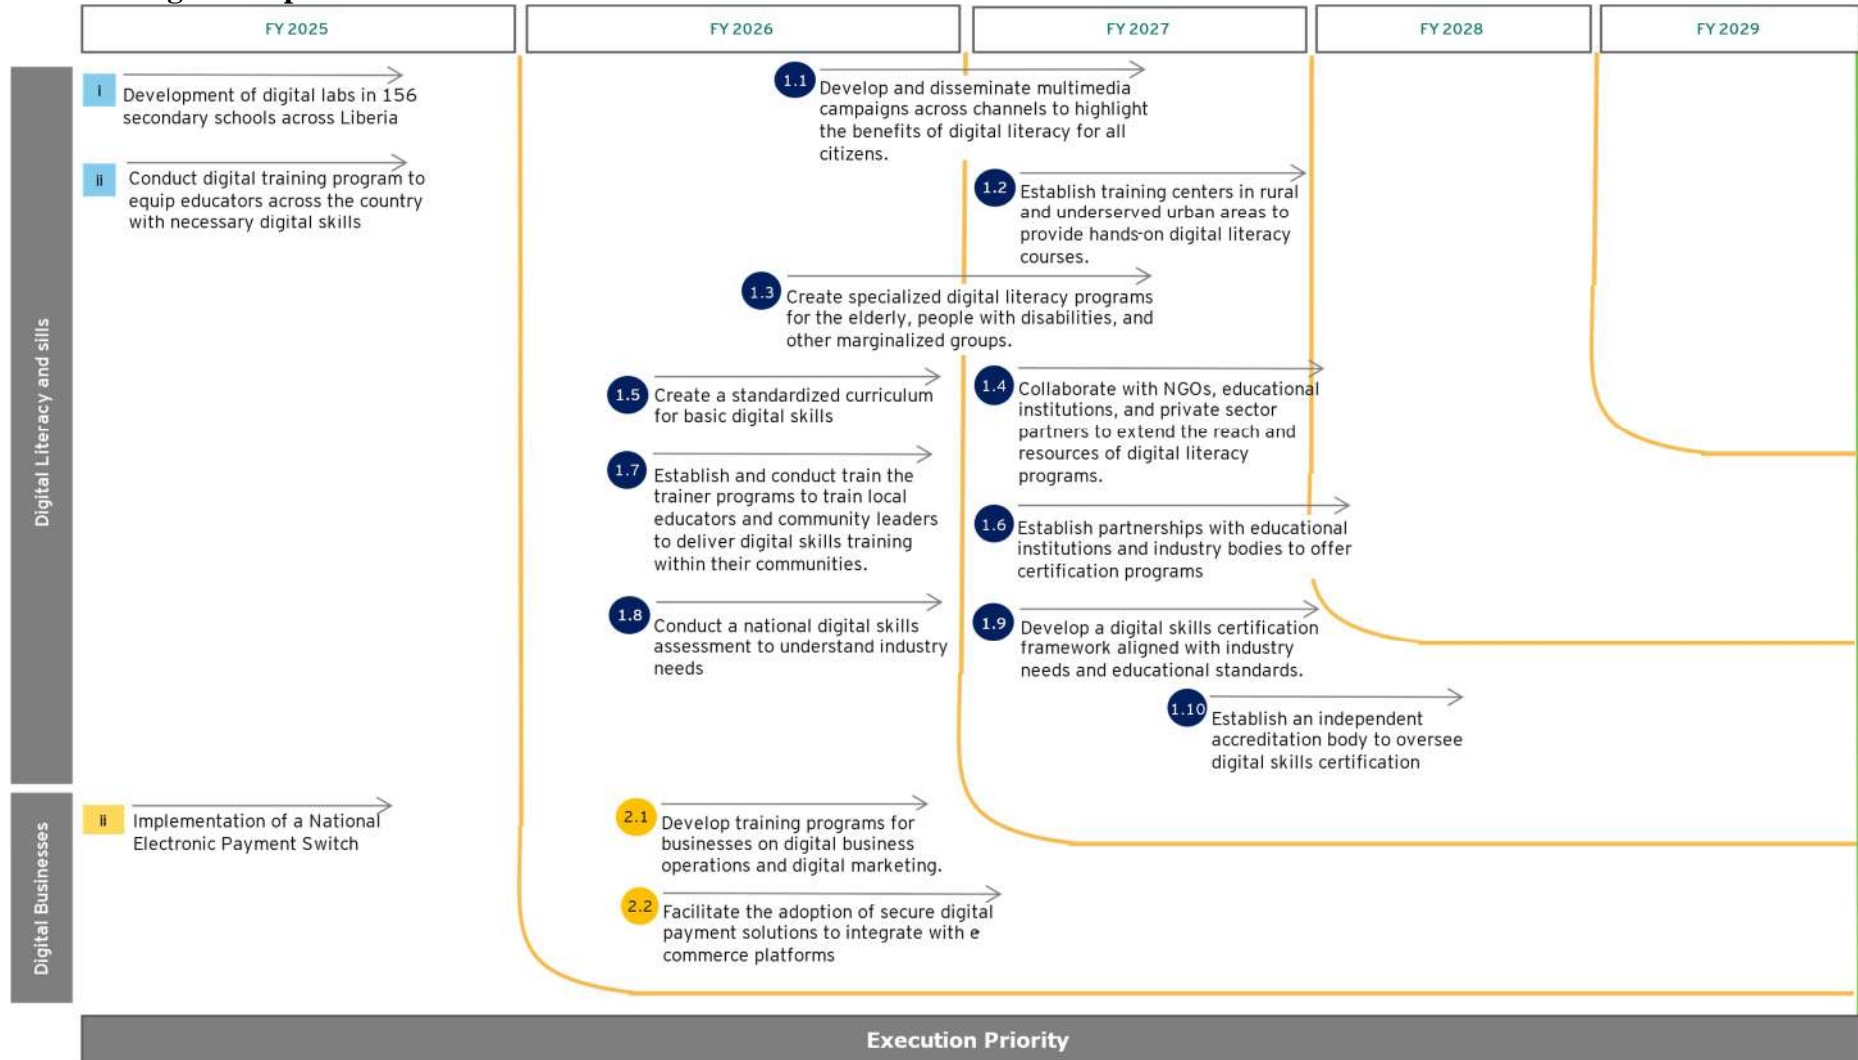 FY 2025
FY 2026
FY 2027
FY 2028
FY 2029
Digital Literacy and sills
i
Development of digital labs in 156
secondary schools across Liberia
ii
Conduct digital training program to
equip educators across the country
with necessary digital skills
1.1
Develop and disseminate multimedia
campaigns across channels to highlight
the benefits of digital literacy for all
citizens.
1.2
Establish training centers in rural
and underserved urban areas to
provide hands-on digital literacy
courses.
1.3
Create specialized digital literacy programs
for the elderly, people with disabilities, and
other marginalized groups.
1.5
Create a standardized curriculum
for basic digital skills
1.4
Collaborate with NGOs, educational
institutions, and private sector
partners to extend the reach and
resources of digital literacy
programs.
1.7
Establish and conduct train the
trainer programs to train local
educators and community leaders
to deliver digital skills training
within their communities.
1.6
Establish partnerships with educational
institutions and industry bodies to offer
certification programs
1.8
Conduct a national digital skills
assessment to understand industry
needs
1.9
Develop a digital skills certification
framework aligned with industry
needs and educational standards.
1.10
Establish an independent
accreditation body to oversee
digital skills certification
Digital Businesses
ii
Implementation of a National
Electronic Payment Switch
2.1
Develop training programs for
businesses on digital business
operations and digital marketing.
2.2
Facilitate the adoption of secure digital
payment solutions to integrate with e
commerce platforms
Execution Priority